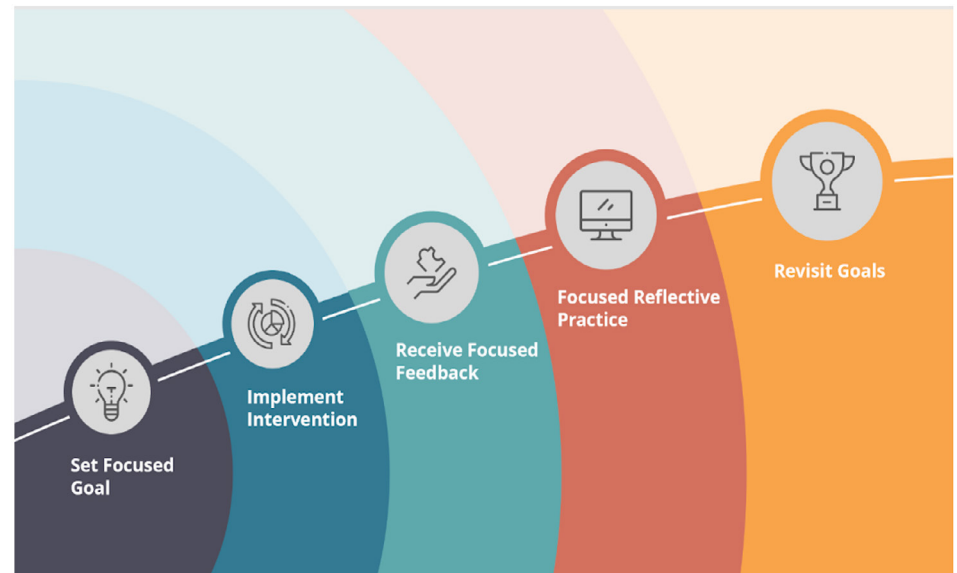 Set Focused
Goal
Implement
Intervention
Receive Focused
Feedback
Focused Reflective
Practice
Revisit Goals